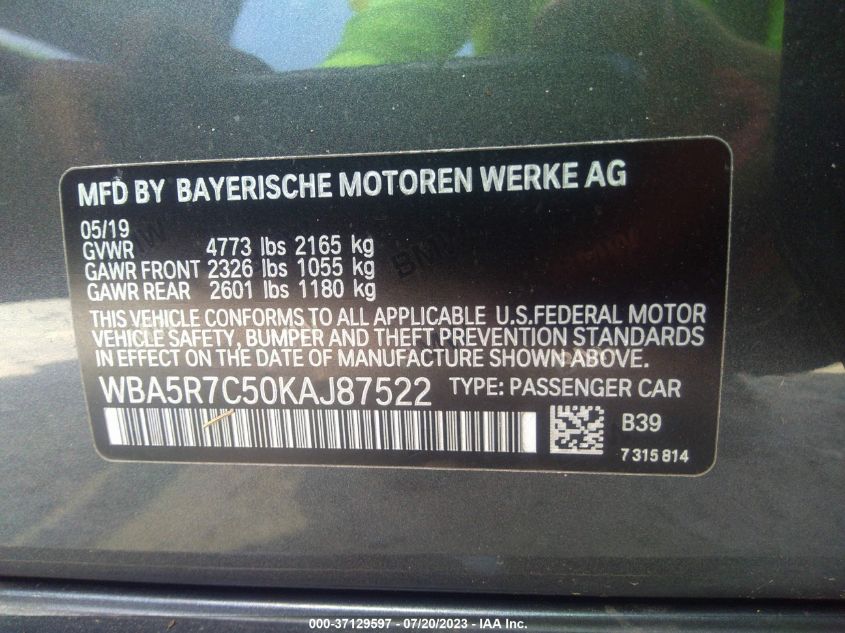 MFD BY BAYERISCHE MOTOREN WERKE AG
05/19
GVWR 4773 lbs 2165 kg
GAWR FRONT 2326 lbs 1055 kg
GAWR REAR 2601 lbs 1180 kg
THIS VEHICLE CONFORMS TO ALL APPLICABLE U.S.FEDERAL MOTOR
VEHICLE SAFETY, BUMPER AND THEFT PREVENTION STANDARDS
IN EFFECT ON THE DATE OF MANUFACTURE SHOWN ABOVE.
WBA5R7C50KAJ87522 TYPE: PASSENGER CAR
B39
7 315 814
000-37129597 - 07/20/2023 - IAA Inc.